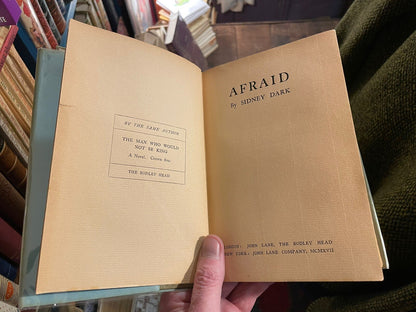 BY THE SAME AUTHOR
THE MAN WHO WOULD
NOT BE KING
A Novel. Crown 8vo.
THE BODLEY HEAD
AFRAID
By SIDNEY DARK
LONDON: JOHN LANE, THE BODLEY HEAD
NEW YORK: JOHN LANE COMPANY, MCMXVII